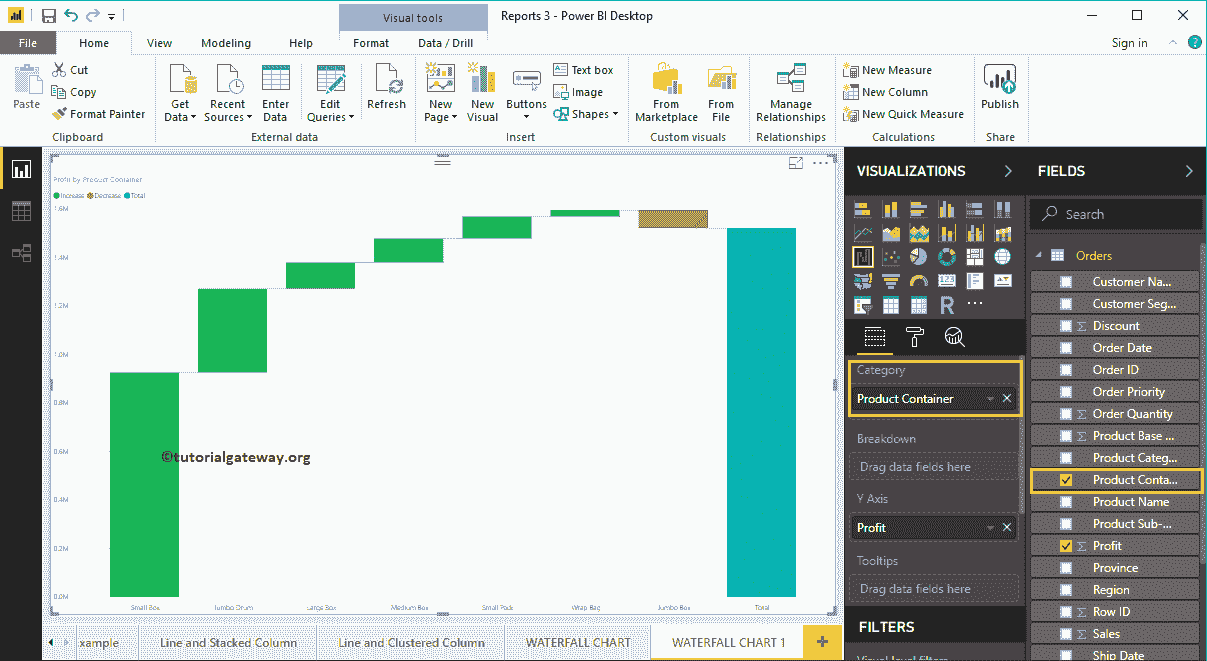 Visual tools
Reports 3 - Power BI Desktop
File
Home
View
Modeling
Help
Format
Data / Drill
Sign in
?
Paste
Cut
Copy
Format Painter
Clipboard
Get Data
Recent Sources
Enter Data
Edit Queries
External data
Refresh
New Page
New Visual
Buttons
Text box
Image
Shapes
Insert
From Marketplace
From File
Custom visuals
Manage Relationships
Relationships
New Measure
New Column
New Quick Measure
Calculations
Publish
Share
Profit by Product Container
Increase Decrease Total
1.6M
1.4M
1.2M
1.0M
0.8M
0.6M
0.4M
0.2M
0.0M
©tutorialgateway.org
Small Box
Jumbo Drum
Large Box
Medium Box
Small Pack
Wrap Bag
Jumbo Box
Total
xample
Line and Stacked Column
Line and Clustered Column
WATERFALL CHART
WATERFALL CHART 1
+
VISUALIZATIONS
123
R
Category
Product Container
Breakdown
Drag data fields here
Y Axis
Profit
Tooltips
Drag data fields here
FILTERS
Visual level filters
FIELDS
Search
Orders
Customer Na...
Customer Seg...
Σ Discount
Order Date
Order ID
Order Priority
Σ Order Quantity
Σ Product Base ...
Product Categ...
Product Conta...
Product Name
Product Sub-...
Σ Profit
Province
Region
Σ Row ID
Σ Sales
Ship Date